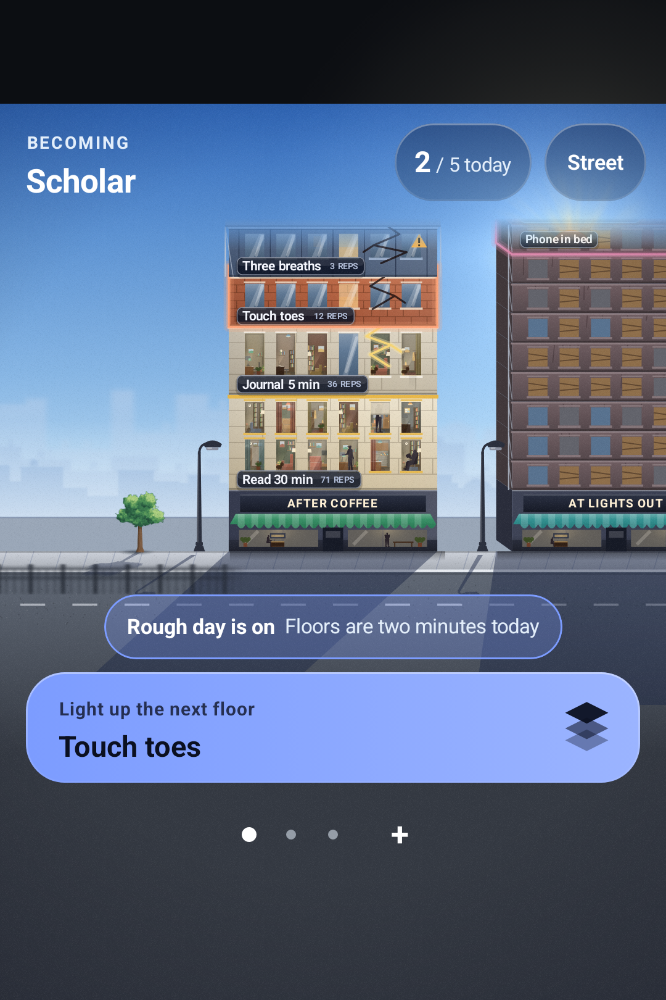 BECOMING
Scholar
2 / 5 today
Street
Phone in bed
Three breaths 3 REPS
Touch toes 12 REPS
Journal 5 min 36 REPS
Read 30 min 71 REPS
AFTER COFFEE
AT LIGHTS OUT
Rough day is on Floors are two minutes today
Light up the next floor
Touch toes